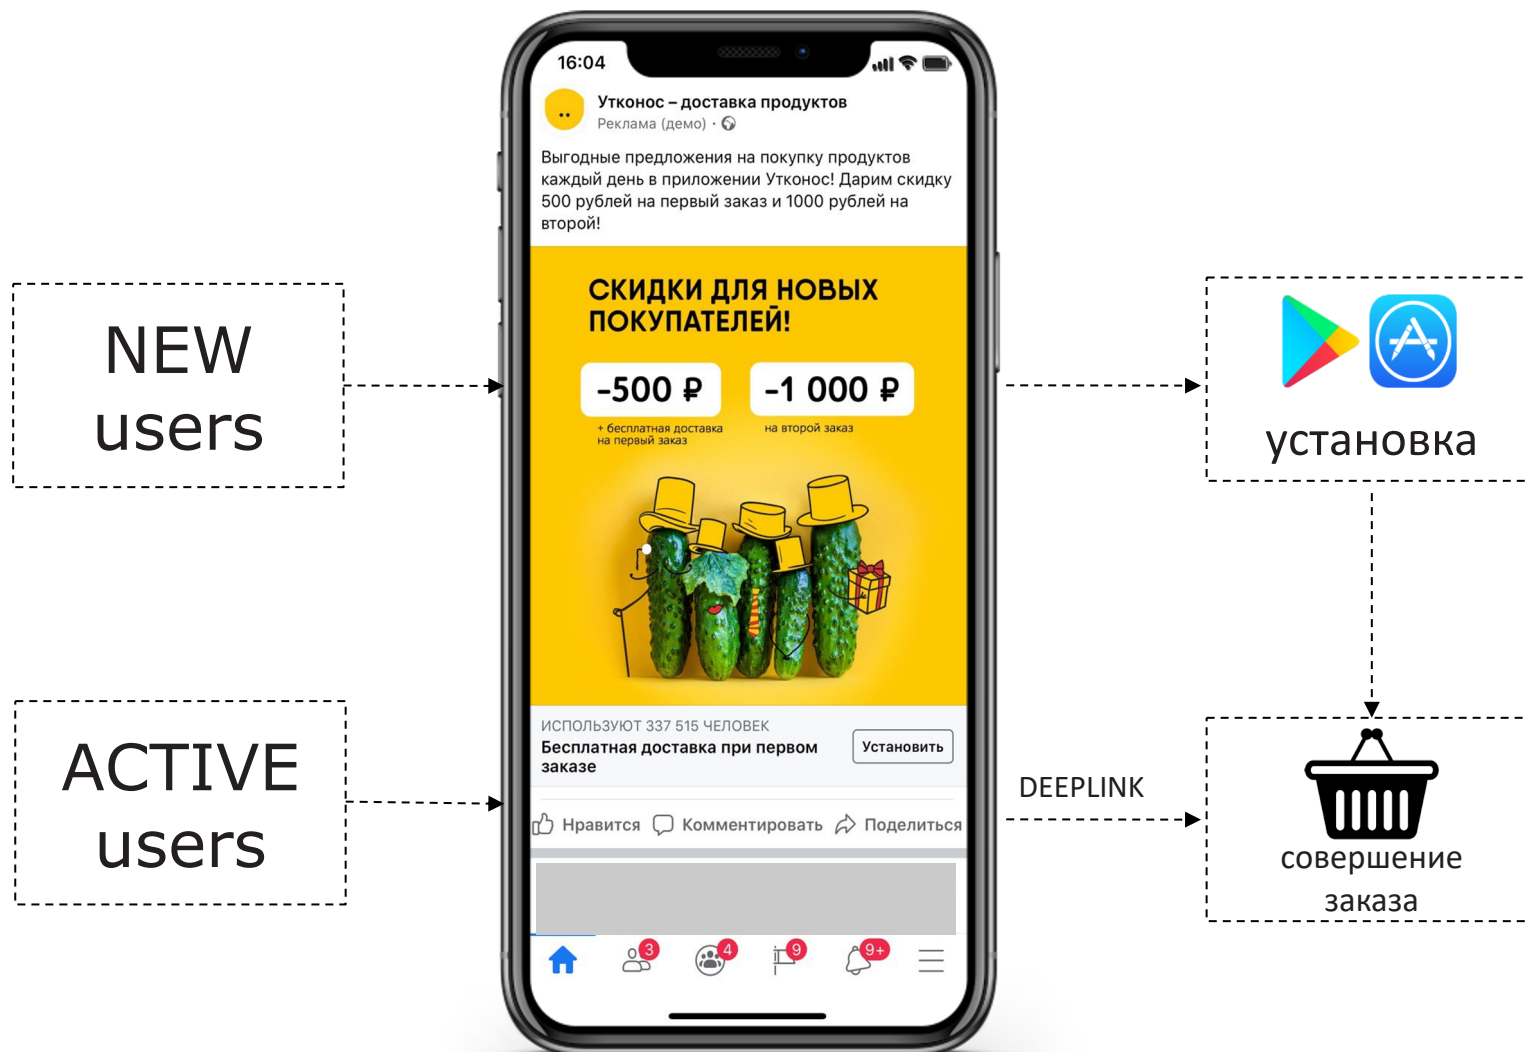 16:04
Утконос – доставка продуктов
Реклама (демо) ·
Выгодные предложения на покупку продуктов
каждый день в приложении Утконос! Дарим скидку
500 рублей на первый заказ и 1000 рублей на
второй!
СКИДКИ ДЛЯ НОВЫХ
ПОКУПАТЕЛЕЙ!
-500 ₽
-1 000 ₽
+ бесплатная доставка
на первый заказ
на второй заказ
NEW
users
установка
ИСПОЛЬЗУЮТ 337 515 ЧЕЛОВЕК
Бесплатная доставка при первом
заказе
Установить
ACTIVE
users
DEEPLINK
Нравится
Комментировать
Поделиться
совершение
заказа
3
4
9
9+